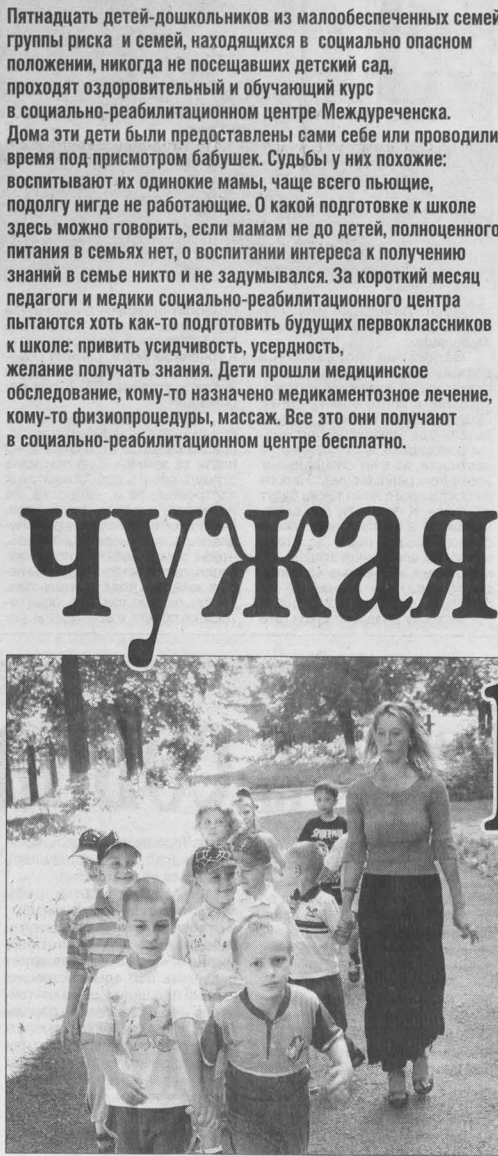 Пятнадцать детей-дошкольников из малообеспеченных семей
группы риска и семей, находящихся в социально опасном
положении, никогда не посещавших детский сад,
проходят оздоровительный и обучающий курс
в социально-реабилитационном центре Междуреченска.
Дома эти дети были предоставлены сами себе или проводили
время под присмотром бабушек. Судьбы у них похожие:
воспитывают их одинокие мамы, чаще всего пьющие,
подолгу нигде не работающие. О какой подготовке к школе
здесь можно говорить, если мамам не до детей, полноценного
питания в семьях нет, о воспитании интереса к получению
знаний в семье никто и не задумывался. За короткий месяц
педагоги и медики социально-реабилитационного центра
пытаются хоть как-то подготовить будущих первоклассников
к школе: привить усидчивость, усердность,
желание получать знания. Дети прошли медицинское
обследование, кому-то назначено медикаментозное лечение,
кому-то физиопроцедуры, массаж. Все это они получают
в социально-реабилитационном центре бесплатно.
чужая